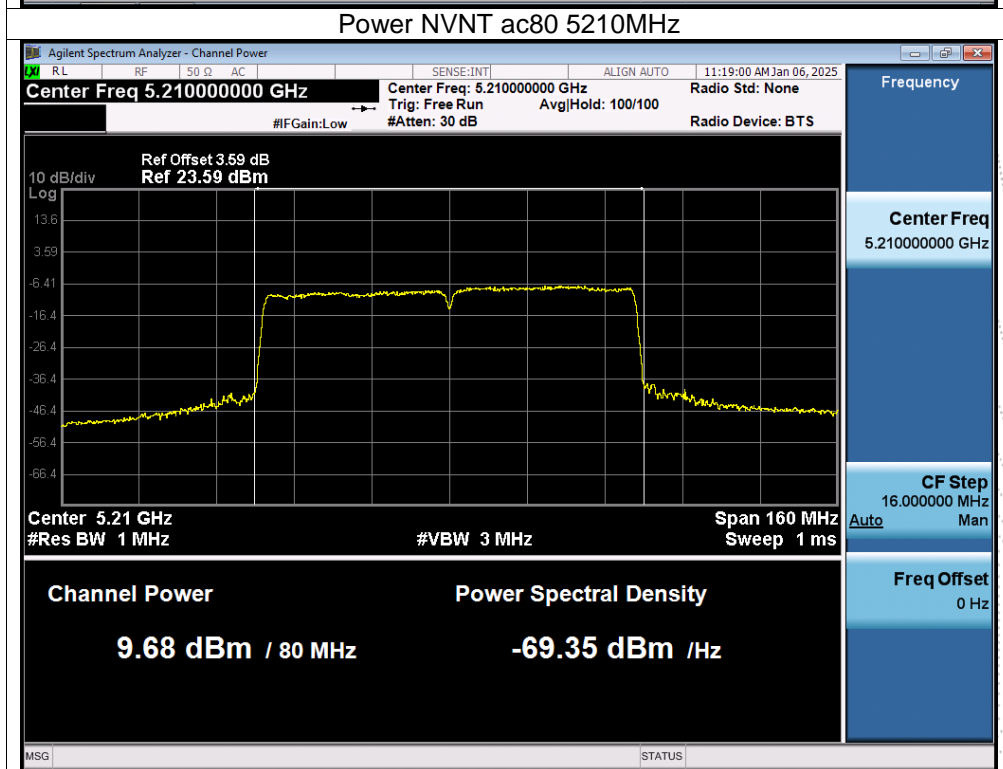 Power NVNT ac80 5210MHz
Agilent Spectrum Analyzer - Channel Power
LXI RL RF 50 Ω AC SENSE:INT ALIGN AUTO 11:19:00 AM Jan 06, 2025
Center Freq 5.210000000 GHz
Center Freq: 5.210000000 GHz
Radio Std: None
Trig: Free Run Avg|Hold: 100/100
#IFGain:Low
#Atten: 30 dB
Radio Device: BTS
Ref Offset 3.59 dB
10 dB/div Ref 23.59 dBm
Log
13.6
3.59
-6.41
-16.4
-26.4
-36.4
-46.4
-56.4
-66.4
Center 5.21 GHz Span 160 MHz
#Res BW 1 MHz #VBW 3 MHz Sweep 1 ms
Channel Power Power Spectral Density
9.68 dBm / 80 MHz -69.35 dBm /Hz
MSG STATUS
Frequency
Center Freq
5.210000000 GHz
CF Step
16.000000 MHz
Auto Man
Freq Offset
0 Hz